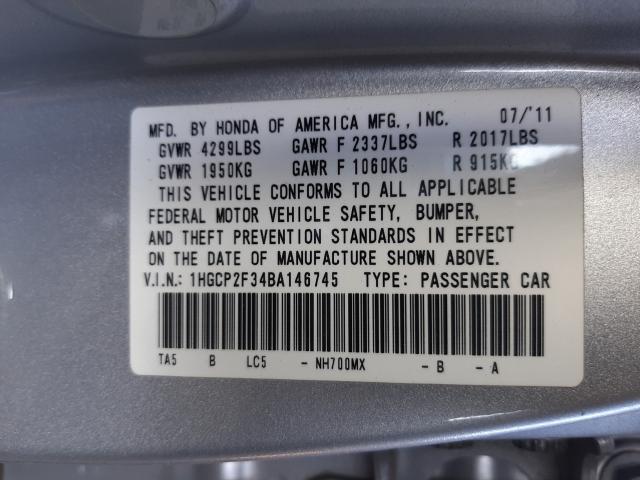 MFD. BY HONDA OF AMERICA MFG., INC. 07/'11
GVWR 4299LBS GAWR F 2337LBS R 2017LBS
GVWR 1950KG GAWR F 1060KG R 915KG
THIS VEHICLE CONFORMS TO ALL APPLICABLE
FEDERAL MOTOR VEHICLE SAFETY, BUMPER,
AND THEFT PREVENTION STANDARDS IN EFFECT
ON THE DATE OF MANUFACTURE SHOWN ABOVE.
V.I.N.: 1HGCP2F34BA146745 TYPE: PASSENGER CAR
TA5 B LC5 - NH700MX - B - A